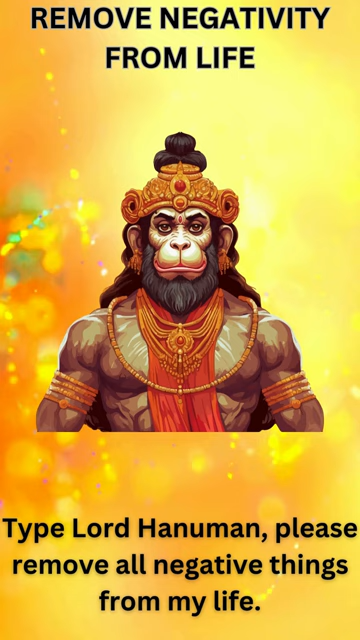 REMOVE NEGATIVITY
FROM LIFE
Type Lord Hanuman, please
remove all negative things
from my life.